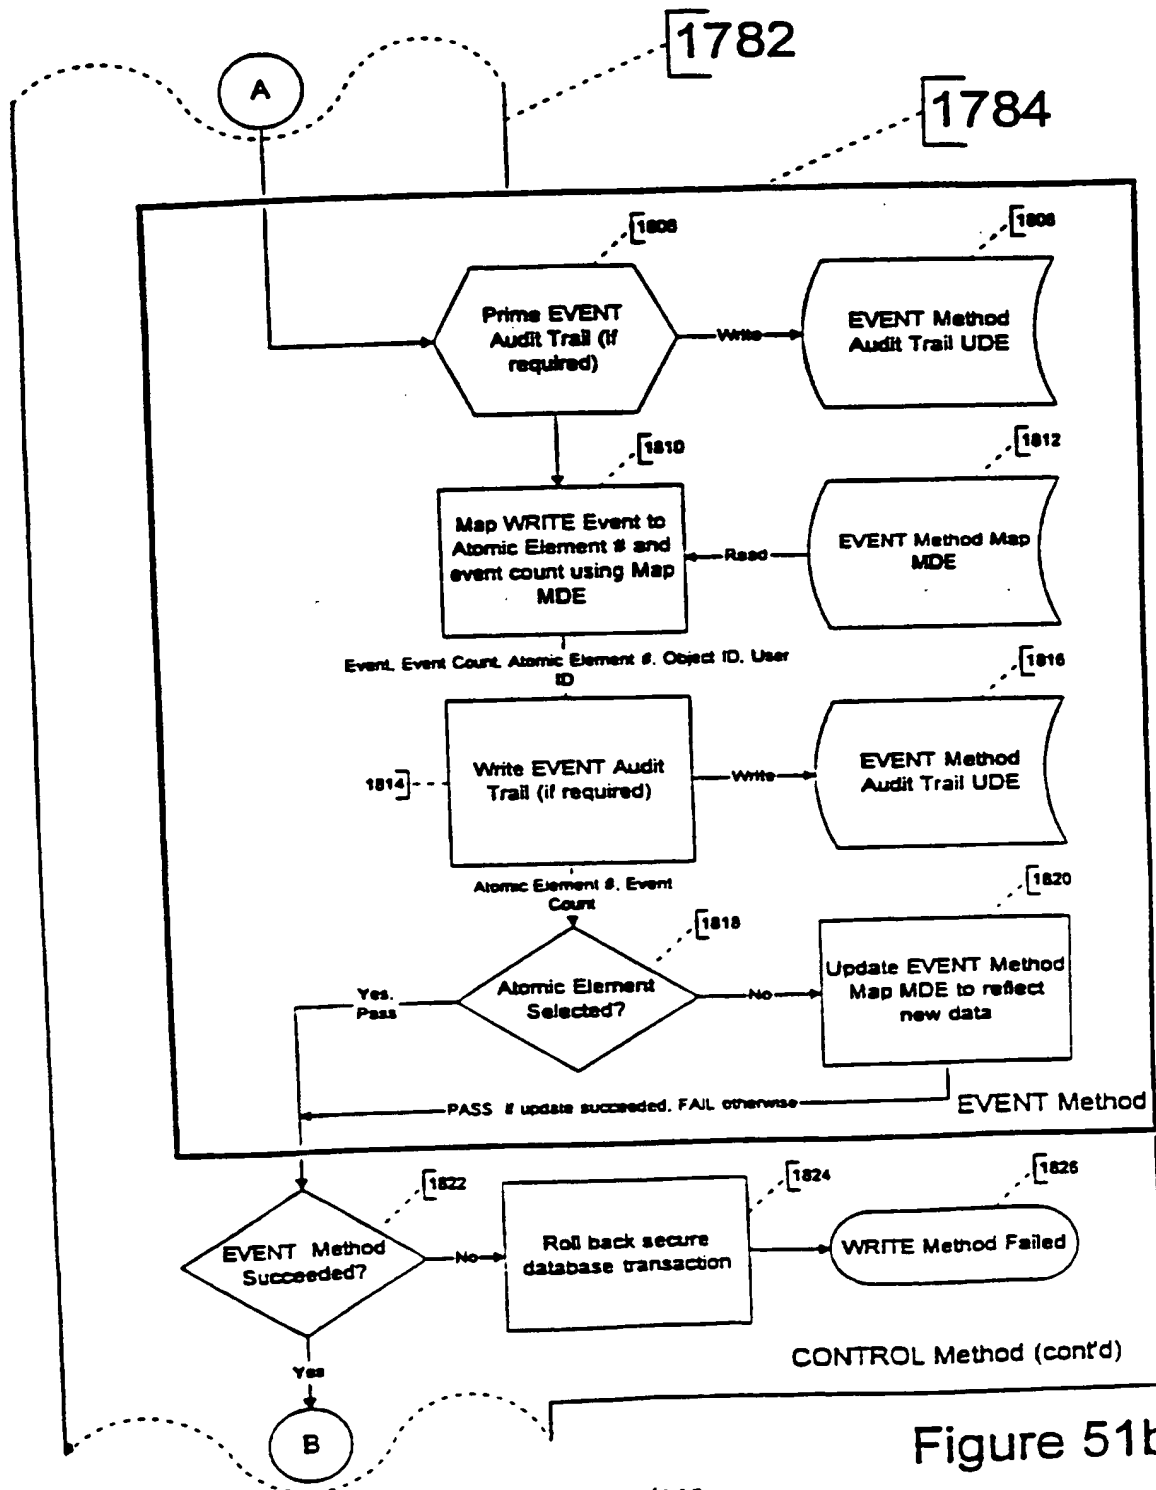 1782
A
1784
1806
1808
Prime EVENT
Audit Trail (if
required)
Write
EVENT Method
Audit Trail UDE
1810
1812
Map WRITE Event to
Atomic Element # and
event count using Map
MDE
Read
EVENT Method Map
MDE
Event, Event Count, Atomic Element #, Object ID, User
ID
1816
1814
Write EVENT Audit
Trail (if required)
Write
EVENT Method
Audit Trail UDE
Atomic Element #, Event
Count
1818
1820
Yes,
Pass
Atomic Element
Selected?
No
Update EVENT Method
Map MDE to reflect
new data
PASS if update succeeded, FAIL otherwise
EVENT Method
1822
1824
1826
EVENT Method
Succeeded?
No
Roll back secure
database transaction
WRITE Method Failed
Yes
CONTROL Method (cont'd)
B
Figure 51b